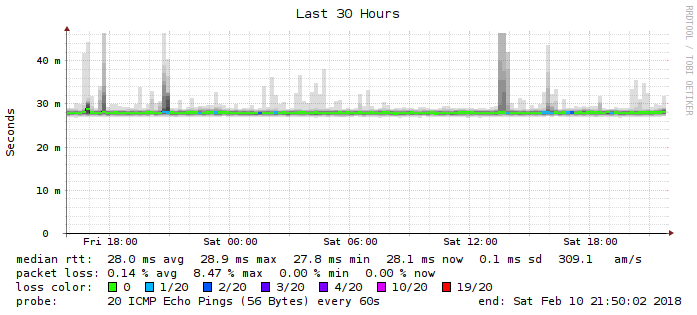 Last 30 Hours
RRDTOOL / TOBI OETIKER
Seconds
40 m
30 m
20 m
10 m
0
Fri 18:00 Sat 00:00 Sat 06:00 Sat 12:00 Sat 18:00
median rtt: 28.0 ms avg 28.9 ms max 27.8 ms min 28.1 ms now 0.1 ms sd 309.1 am/s
packet loss: 0.14 % avg 8.47 % max 0.00 % min 0.00 % now
loss color: 0 1/20 2/20 3/20 4/20 10/20 19/20
probe: 20 ICMP Echo Pings (56 Bytes) every 60s end: Sat Feb 10 21:50:02 2018